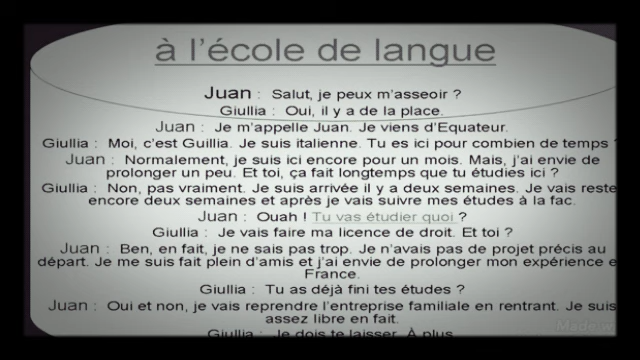 à l'école de langue
Juan : Salut, je peux m'asseoir ?
Giullia : Oui, il y a de la place.
Juan : Je m'appelle Juan. Je viens d'Equateur.
Giullia : Moi, c'est Guillia. Je suis italienne. Tu es ici pour combien de temps ?
Juan : Normalement, je suis ici encore pour un mois. Mais, j'ai envie de
prolonger un peu. Et toi, ça fait longtemps que tu étudies ici ?
Giullia : Non, pas vraiment. Je suis arrivée il y a deux semaines. Je vais reste
encore deux semaines et après je vais suivre mes études à la fac.
Juan : Ouah ! Tu vas étudier quoi ?
Giullia : Je vais faire ma licence de droit. Et toi ?
Juan : Ben, en fait, je ne sais pas trop. Je n'avais pas de projet précis au
départ. Je me suis fait plein d'amis et j'ai envie de prolonger mon expérience e
France.
Giullia : Tu as déjà fini tes études ?
Juan : Oui et non, je vais reprendre l'entreprise familiale en rentrant. Je suis
assez libre en fait.
Giullia : Je dois te laisser. À plus
Made w